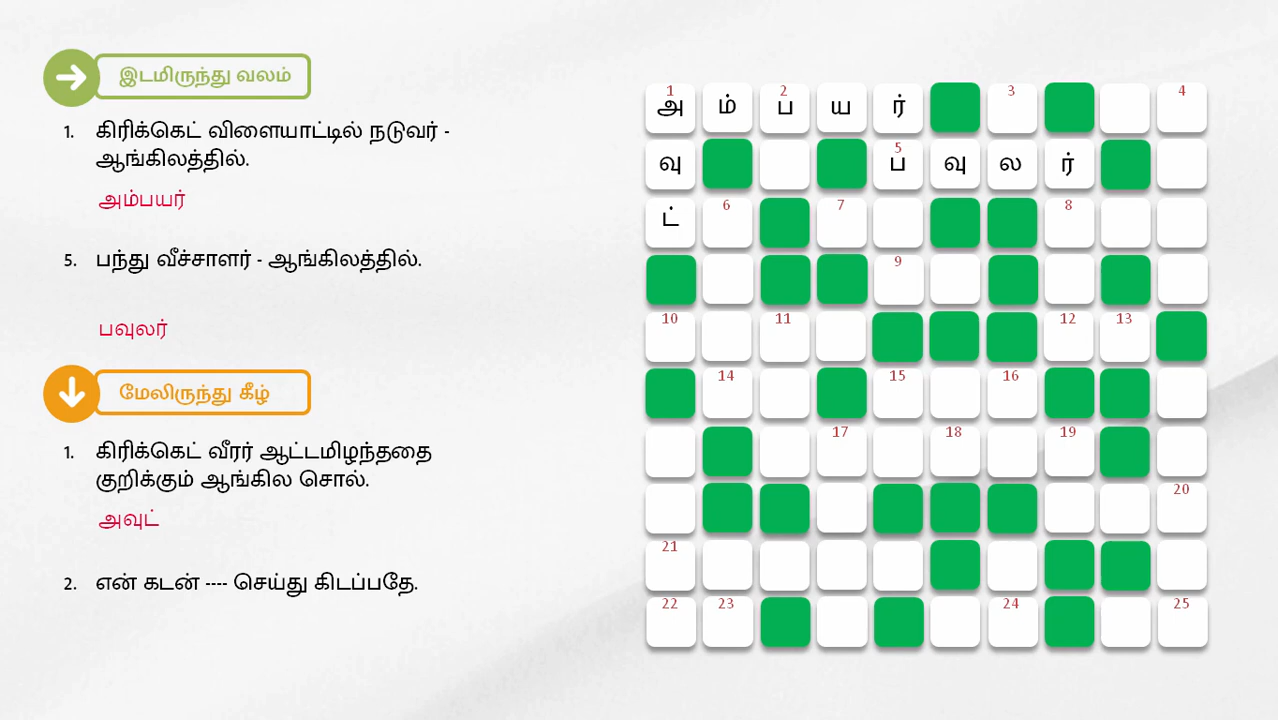 இடமிருந்து வலம்
1. கிரிக்கெட் விளையாட்டில் நடுவர் -
ஆங்கிலத்தில்.
அம்பயர்
5. பந்து வீச்சாளர் - ஆங்கிலத்தில்.
பவுலர்
மேலிருந்து கீழ்
1. கிரிக்கெட் வீரர் ஆட்டமிழந்ததை
குறிக்கும் ஆங்கில சொல்.
அவுட்
2. என் கடன் ---- செய்து கிடப்பதே.
1 2 3 4
அ ம் ப ய ர்
5
வு ப வு ல ர்
6 7 8
ட்
9
10 11 12 13
14 15 16
17 18 19
20
21
22 23 24 25